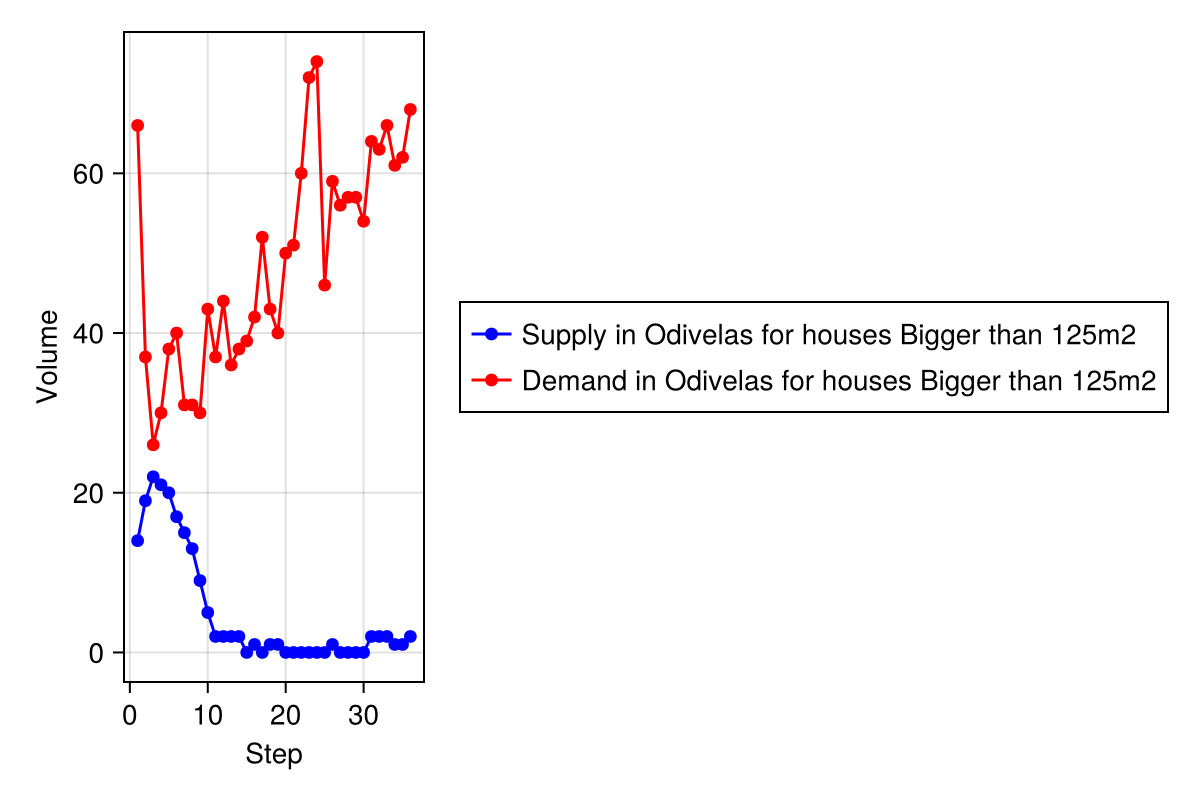 60
40
20
0
Volume
0 10 20 30
Step
Supply in Odivelas for houses Bigger than 125m2
Demand in Odivelas for houses Bigger than 125m2